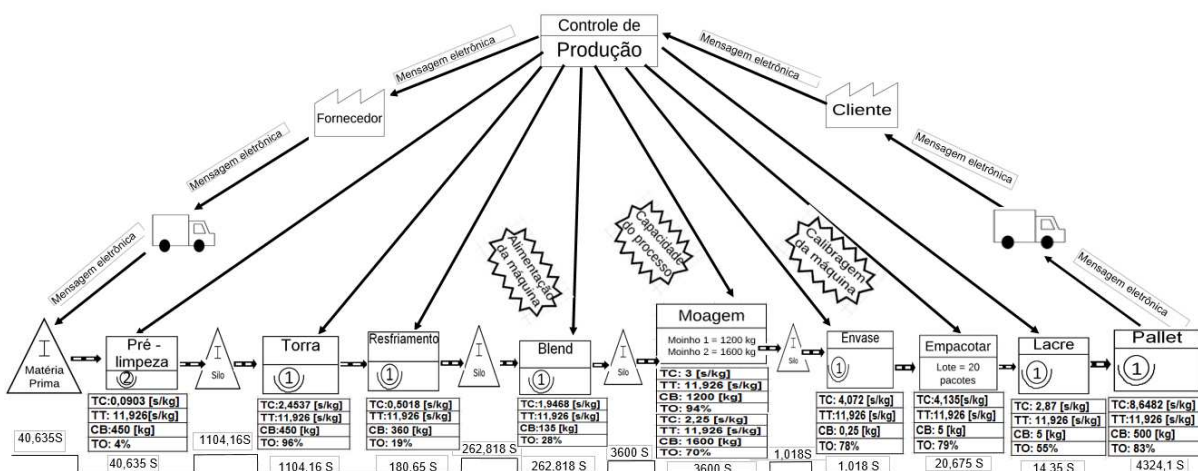 Controle de
Produção
Mensagem eletrônica
Mensagem eletrônica
Fornecedor
Cliente
Mensagem eletrônica
Mensagem eletrônica
Mensagem eletrônica
Mensagem eletrônica
Alimentação
da máquina
Capacidade
do processo
Calibragem
da máquina
I
Matéria
Prima
Pré -
limpeza
2
TC:0,0903 [s/kg]
TT: 11,926[s/kg]
CB:450 [kg]
TO: 4%
I
Silo
Torra
1
TC:2,4537 [s/kg]
TT:11,926 [s/kg]
CB:450 [kg]
TO: 96%
Resfriamento
1
TC:0,5018 [s/kg]
TT:11,926 [s/kg]
CB: 360 [kg]
TO: 19%
I
Silo
Blend
1
TC:1,9468 [s/kg]
TT:11,926 [s/kg]
CB:135 [kg]
TO: 28%
I
Silo
Moagem
Moinho 1 = 1200 kg
Moinho 2 = 1600 kg
TC: 3 [s/kg]
TT: 11,926 [s/kg]
CB: 1200 [kg]
TO: 94%
TC: 2,25 [s/kg]
TT: 11,926 [s/kg]
CB: 1600 [kg]
TO: 70%
I
Silo
Envase
1
TC: 4,072 [s/kg]
TT:11,926 [s/kg]
CB: 0,25 [kg]
TO: 78%
Empacotar
Lote = 20
pacotes
TC:4,135[s/kg]
TT:11,926 [s/kg]
CB: 5 [kg]
TO: 79%
Lacre
1
TC: 2,87 [s/kg]
TT: 11,926 [s/kg]
CB: 5 [kg]
TO: 55%
Pallet
1
TC:8,6482 [s/kg]
TT:11,926 [s/kg]
CB: 500 [kg]
TO: 83%
40,635S
40,635 S
1104,16S
1104,16 S
180,65 S
262,818 S
262,818 S
3600 S
3600 S
1,018S
1,018 S
20,675 S
14,35 S
4324,1 S